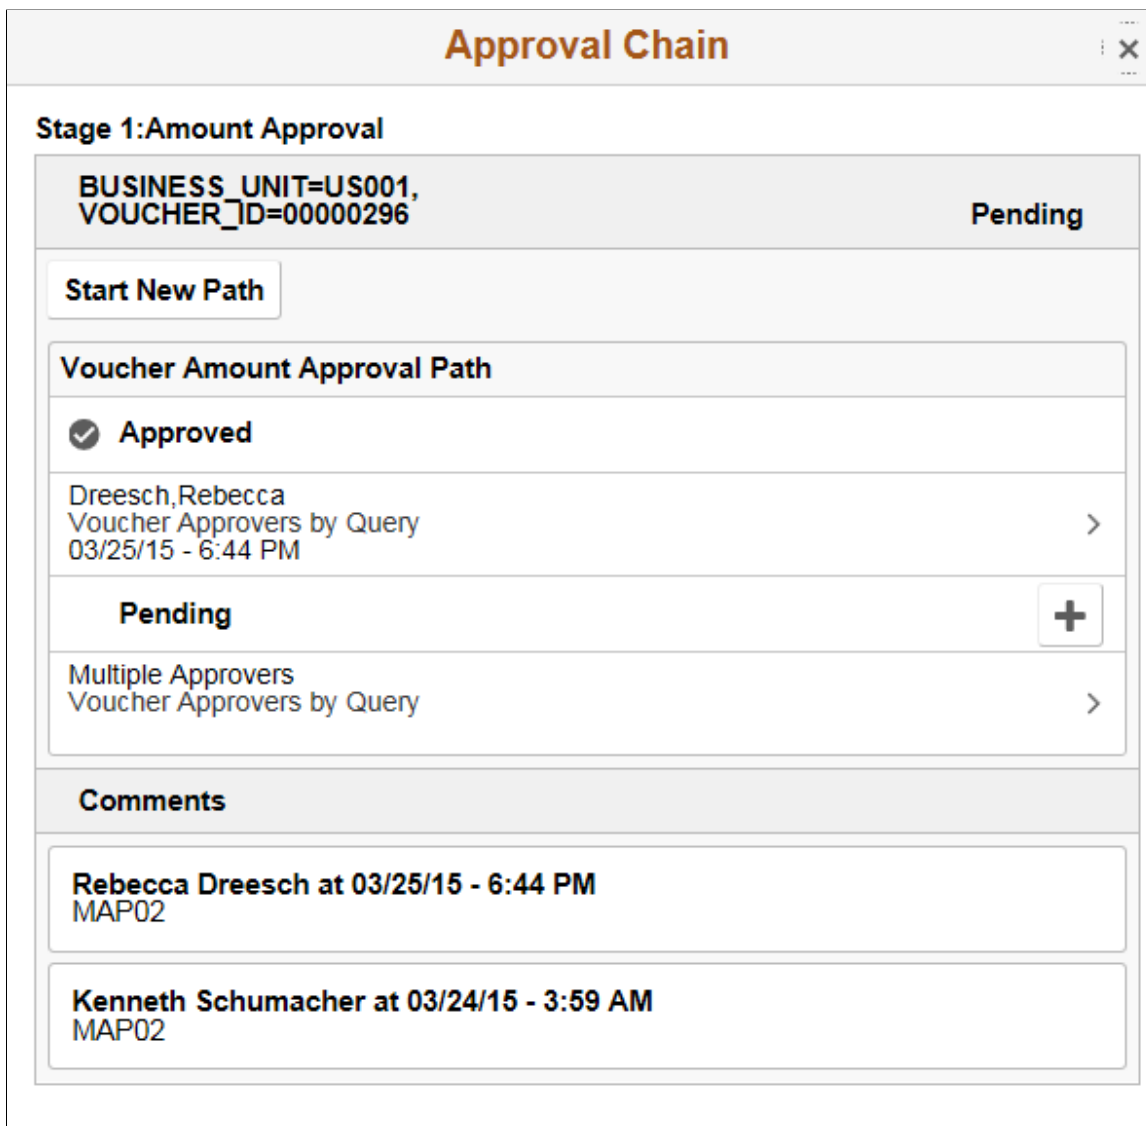 Approval Chain
Stage 1:Amount Approval
BUSINESS_UNIT=US001,
VOUCHER_ID=00000296
Pending
Start New Path
Voucher Amount Approval Path
Approved
Dreesch,Rebecca
Voucher Approvers by Query
03/25/15 - 6:44 PM
Pending
Multiple Approvers
Voucher Approvers by Query
Comments
Rebecca Dreesch at 03/25/15 - 6:44 PM
MAP02
Kenneth Schumacher at 03/24/15 - 3:59 AM
MAP02